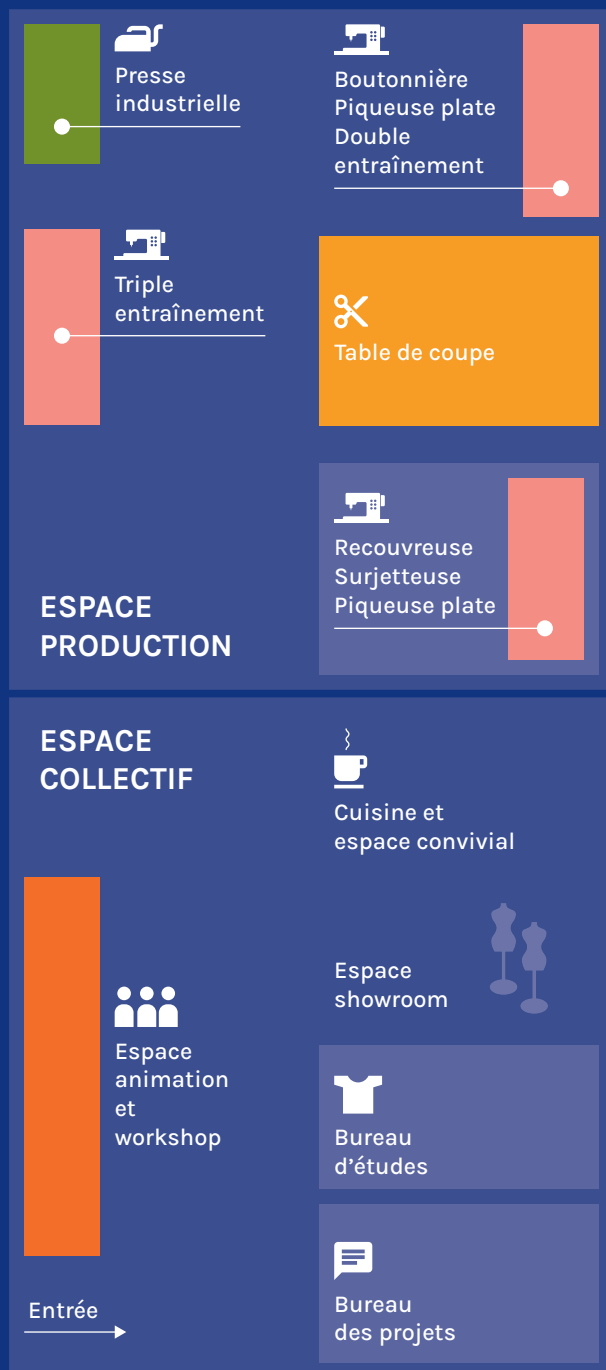 Presse
industrielle
Boutonnière
Piqueuse plate
Double
entraînement
Triple
entraînement
Table de coupe
Recouvreuse
Surjetteuse
Piqueuse plate
ESPACE
PRODUCTION
ESPACE
COLLECTIF
Cuisine et
espace convivial
Espace
showroom
Espace
animation
et
workshop
Bureau
d’études
Entrée
Bureau
des projets